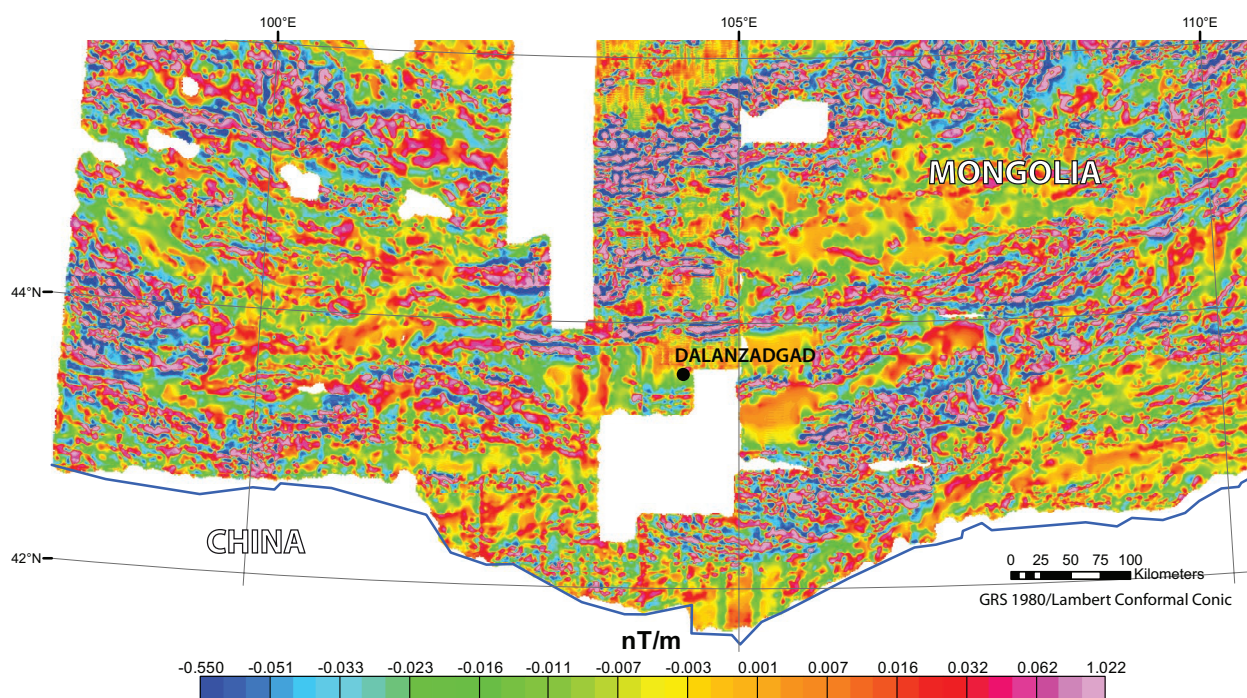 100°E 105°E 110°E
MONGOLIA
44°N
DALANZADGAD
CHINA
42°N
0 25 50 75 100
Kilometers
GRS 1980/Lambert Conformal Conic
nT/m
-0.550 -0.051 -0.033 -0.023 -0.016 -0.011 -0.007 -0.003 0.001 0.007 0.016 0.032 0.062 1.022